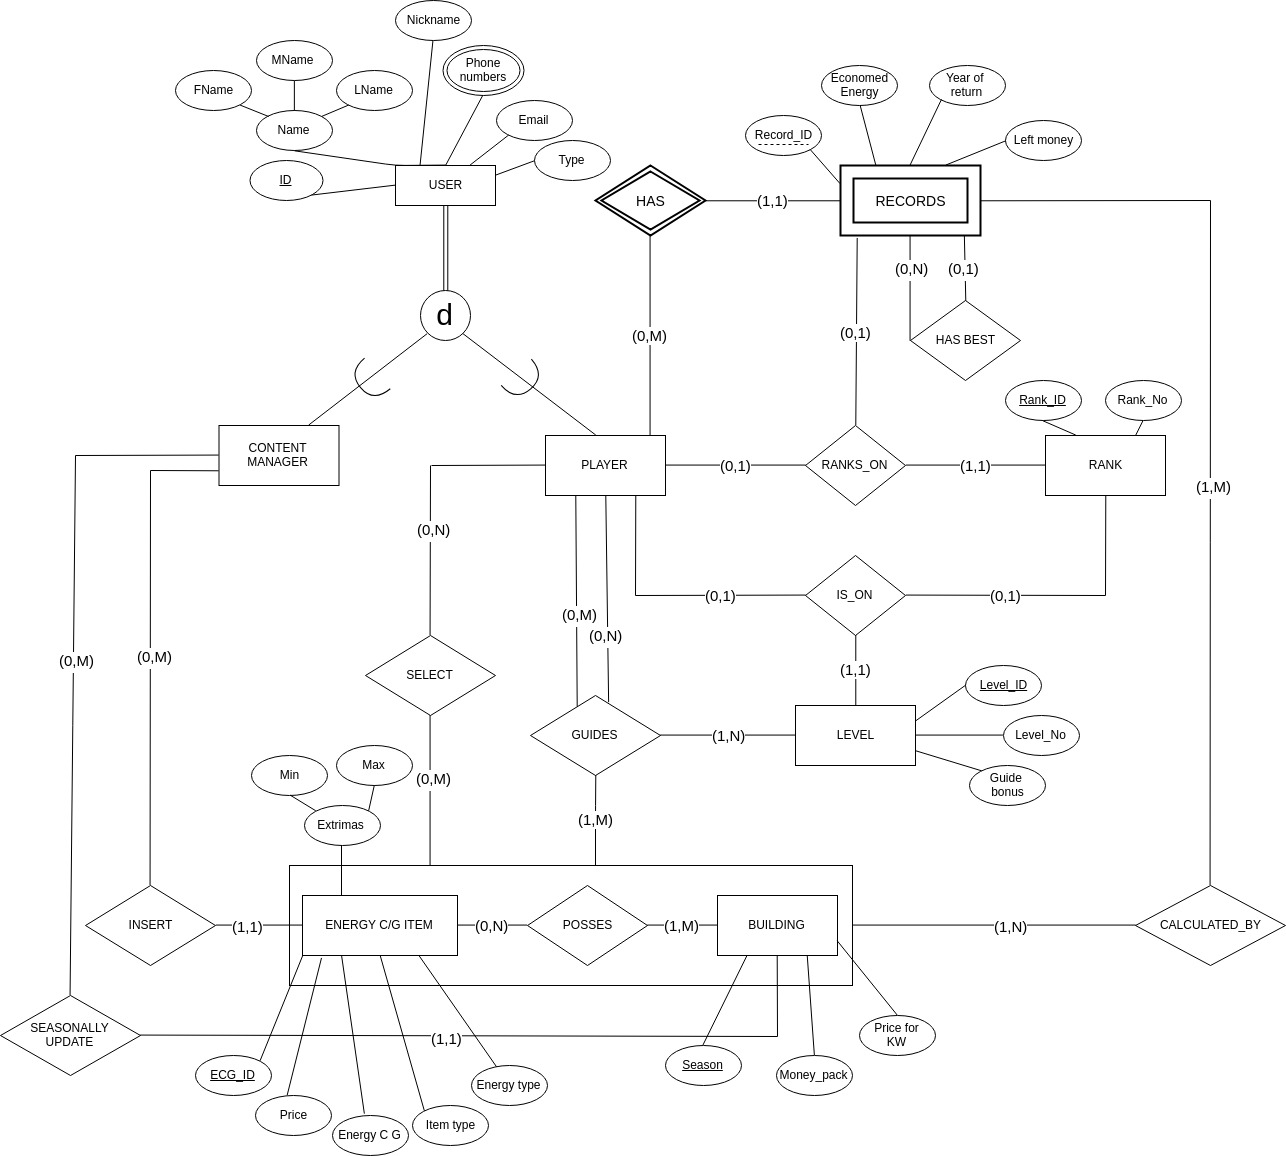 Nickname
MName
Phone
numbers
FName
LName
Economed
Energy
Year of
return
Email
Name
Record_ID
Left money
Type
ID
USER
HAS
(1,1)
RECORDS
(0,N)
(0,1)
d
(0,M)
(0,1)
HAS BEST
Rank_ID
Rank_No
CONTENT
MANAGER
PLAYER
(0,1)
RANKS_ON
(1,1)
RANK
(1,M)
(0,N)
(0,1)
IS_ON
(0,1)
(0,M)
(0,N)
(0,M)
(0,M)
SELECT
(1,1)
Level_ID
GUIDES
(1,N)
LEVEL
Level_No
Min
Max
(0,M)
Guide
bonus
Extrimas
(1,M)
INSERT
(1,1)
ENERGY C/G ITEM
(0,N)
POSSES
(1,M)
BUILDING
(1,N)
CALCULATED_BY
SEASONALLY
UPDATE
(1,1)
Price for
KW
ECG_ID
Season
Money_pack
Energy type
Price
Energy C G
Item type